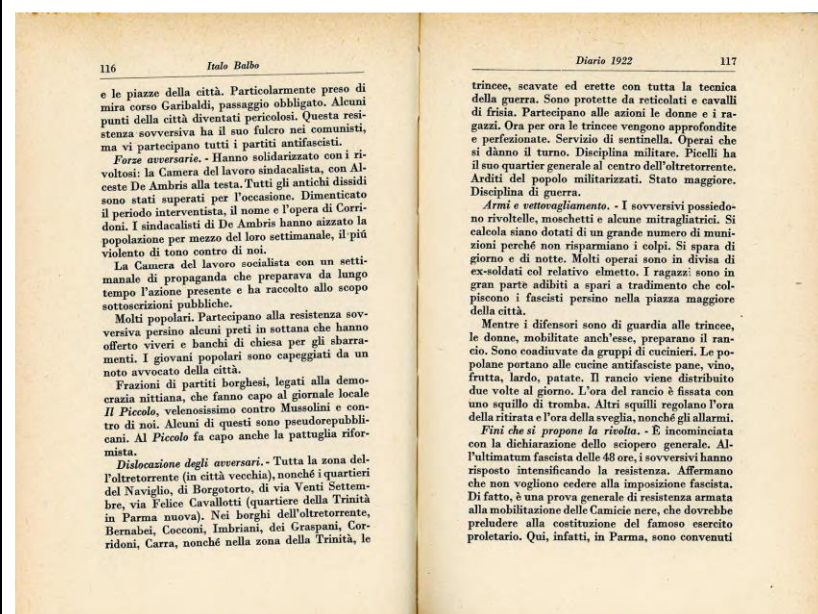 116
Italo Balbo
e le piazze della città. Particolarmente preso di
mira corso Garibaldi, passaggio obbligato. Alcuni
punti della città diventati pericolosi. Questa resi-
stenza sovversiva ha il suo fulcro nei comunisti,
ma vi partecipano tutti i partiti antifascisti.
Forze avversarie. - Hanno solidarizzato con i ri-
voltosi: la Camera del lavoro sindacalista, con Al-
ceste De Ambris alla testa. Tutti gli antichi dissidi
sono stati superati per l'occasione. Dimenticato
il periodo interventista, il nome e l'opera di Corri-
doni. I sindacalisti di De Ambris hanno aizzato la
popolazione per mezzo del loro settimanale, il piú
violento di tono contro di noi.
La Camera del lavoro socialista con un setti-
manale di propaganda che preparava da lungo
tempo l'azione presente e ha raccolto allo scopo
sottoscrizioni pubbliche.
Molti popolari. Partecipano alla resistenza sov-
versiva persino alcuni preti in sottana che hanno
offerto viveri e banchi di chiesa per gli sbarra-
menti. I giovani popolari sono capeggiati da un
noto avvocato della città.
Frazioni di partiti borghesi, legati alla demo-
crazia nittiana, che fanno capo al giornale locale
Il Piccolo, velenosissimo contro Mussolini e con-
tro di noi. Alcuni di questi sono pseudorepubbli-
cani. Al Piccolo fa capo anche la pattuglia rifor-
mista.
Dislocazione degli avversari. - Tutta la zona del-
l'oltretorrente (in città vecchia), nonché i quartieri
del Naviglio, di Borgotorto, di via Venti Settem-
bre, via Felice Cavallotti (quartiere della Trinità
in Parma nuova). Nei borghi dell'oltretorrente,
Bernabei, Cocconi, Imbriani, dei Graspani, Cor-
ridoni, Carra, nonché nella zona della Trinità, le
Diario 1922
117
trincee, scavate ed erette con tutta la tecnica
della guerra. Sono protette da reticolati e cavalli
di frisia. Partecipano alle azioni le donne e i ra-
gazzi. Ora per ora le trincee vengono approfondite
e perfezionate. Servizio di sentinella. Operai che
si dànno il turno. Disciplina militare. Picelli ha
il suo quartier generale al centro dell'oltretorrente.
Arditi del popolo militarizzati. Stato maggiore.
Disciplina di guerra.
Armi e vettovagliamento. - I sovversivi possiedo-
no rivoltelle, moschetti e alcune mitragliatrici. Si
calcola siano dotati di un grande numero di muni-
zioni perché non risparmiano i colpi. Si spara di
giorno e di notte. Molti operai sono in divisa di
ex-soldati col relativo elmetto. I ragazzi sono in
gran parte adibiti a spari a tradimento che col-
piscono i fascisti persino nella piazza maggiore
della città.
Mentre i difensori sono di guardia alle trincee,
le donne, mobilitate anch'esse, preparano il ran-
cio. Sono coadiuvate da gruppi di cucinieri. Le po-
polane portano alle cucine antifasciste pane, vino,
frutta, lardo, patate. Il rancio viene distribuito
due volte al giorno. L'ora del rancio è fissata con
uno squillo di tromba. Altri squilli regolano l'ora
della ritirata e l'ora della sveglia, nonché gli allarmi.
Fini che si propone la rivolta. - È incominciata
con la dichiarazione dello sciopero generale. Al-
l'ultimatum fascista delle 48 ore, i sovversivi hanno
risposto intensificando la resistenza. Affermano
che non vogliono cedere alla imposizione fascista.
Di fatto, è una prova generale di resistenza armata
alla mobilitazione delle Camicie nere, che dovrebbe
preludere alla costituzione del famoso esercito
proletario. Qui, infatti, in Parma, sono convenuti